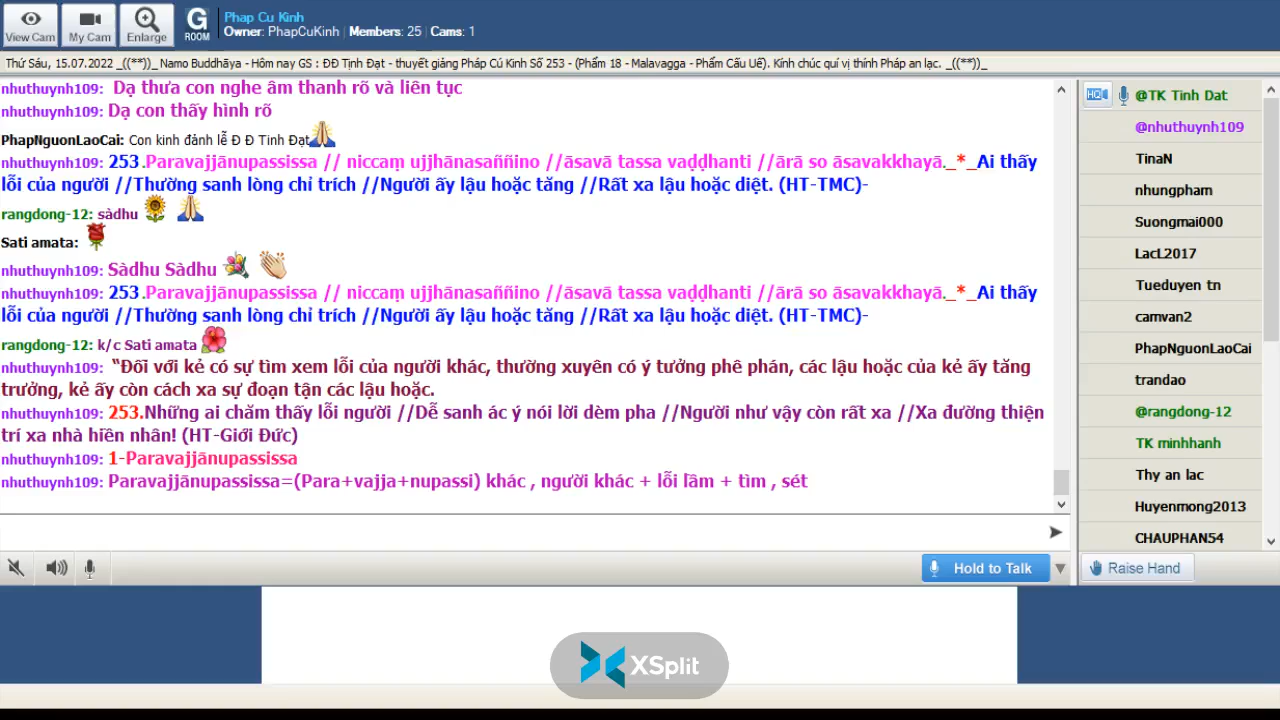 Phap Cu Kinh
Owner: PhapCuKinh | Members: 25 | Cams: 1
View Cam
My Cam
Enlarge
G ROOM
Thứ Sáu, 15.07.2022 _((**))_ Namo Buddhāya - Hôm nay GS : ĐĐ Tịnh Đạt - thuyết giảng Pháp Cú Kinh Số 253 - (Phẩm 18 - Malavagga - Phẩm Cấu Uế). Kính chúc quí vị thính Pháp an lạc. _((**))_
nhuthuynh109: Dạ thưa con nghe âm thanh rõ và liên tục
nhuthuynh109: Dạ con thấy hình rõ
PhapNguonLaoCai: Con kinh đảnh lễ Đ Đ Tinh Đạt
nhuthuynh109: 253.Paravajjānupassissa // niccaṃ ujjhānasaññino //āsavā tassa vaḍḍhanti //ārā so āsavakkhayā._*_Ai thấy
lỗi của người //Thường sanh lòng chỉ trích //Người ấy lậu hoặc tăng //Rất xa lậu hoặc diệt. (HT-TMC)-
rangdong-12: sàdhu
Sati amata:
nhuthuynh109: Sàdhu Sàdhu
nhuthuynh109: 253.Paravajjānupassissa // niccaṃ ujjhānasaññino //āsavā tassa vaḍḍhanti //ārā so āsavakkhayā._*_Ai thấy
lỗi của người //Thường sanh lòng chỉ trích //Người ấy lậu hoặc tăng //Rất xa lậu hoặc diệt. (HT-TMC)-
rangdong-12: k/c Sati amata
nhuthuynh109: “Đối với kẻ có sự tìm xem lỗi của người khác, thường xuyên có ý tưởng phê phán, các lậu hoặc của kẻ ấy tăng
trưởng, kẻ ấy còn cách xa sự đoạn tận các lậu hoặc.
nhuthuynh109: 253.Những ai chăm thấy lỗi người //Dễ sanh ác ý nói lời dèm pha //Người như vậy còn rất xa //Xa đường thiện
trí xa nhà hiền nhân! (HT-Giới Đức)
nhuthuynh109: 1-Paravajjānupassissa
nhuthuynh109: Paravajjānupassissa=(Para+vajja+nupassi) khác , người khác + lỗi lầm + tìm , sét
Hold to Talk
HQ
@TK Tinh Dat
@nhuthuynh109
TinaN
nhungpham
Suongmai000
LacL2017
Tueduyen tn
camvan2
PhapNguonLaoCai
trandao
@rangdong-12
TK minhhanh
Thy an lac
Huyenmong2013
CHAUPHAN54
Raise Hand
XSplit